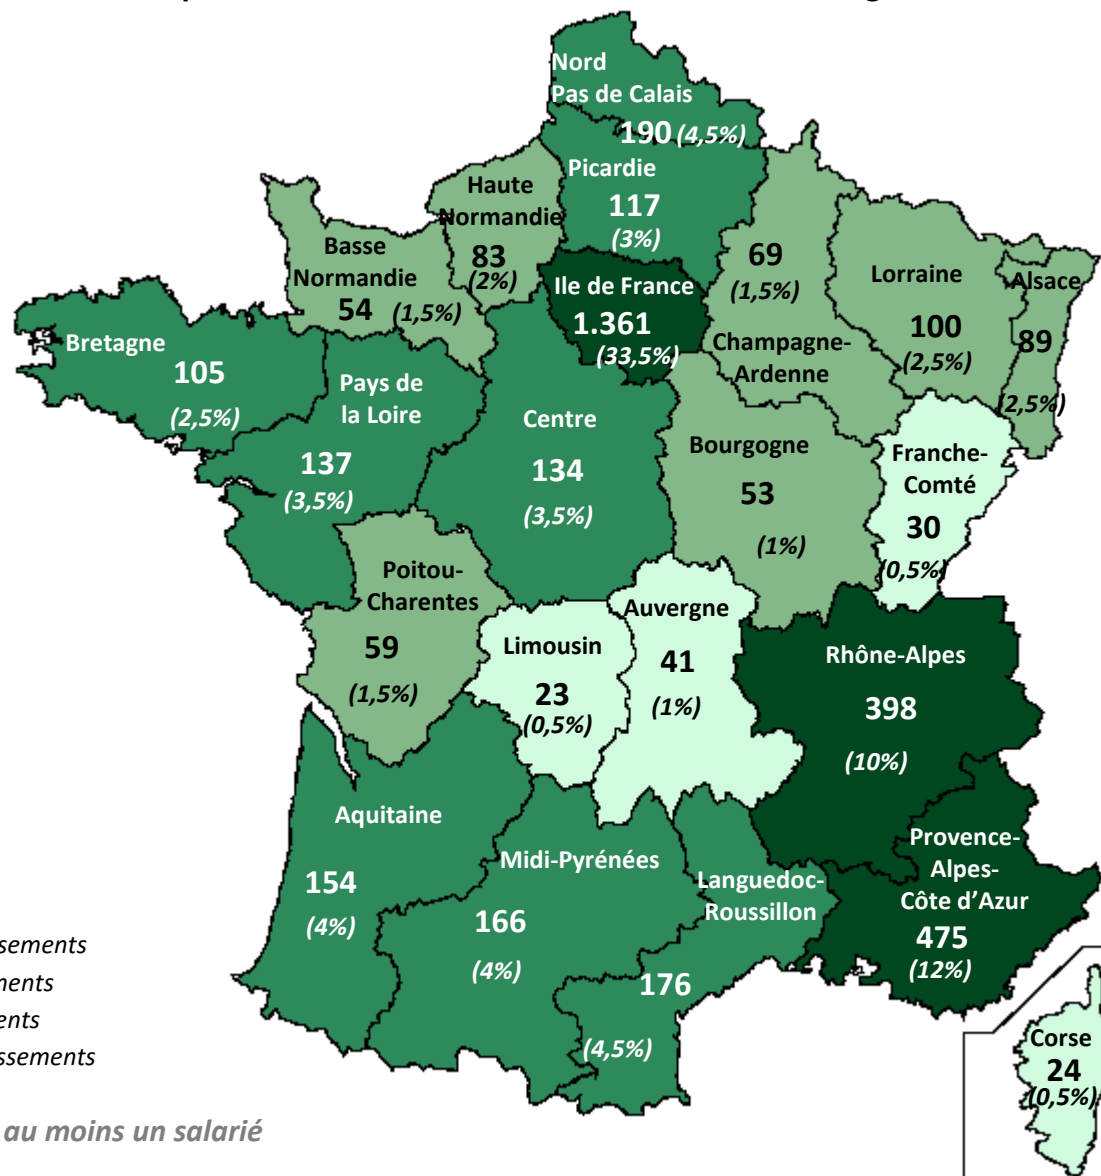 Nord
Pas de Calais
190 (4,5%)
Picardie
117
(3%)
Haute
Normandie
83
(2%)
Basse
Normandie
54 (1,5%)
Ile de France
1.361
(33,5%)
69
(1,5%)
Champagne-
Ardenne
Lorraine
100
(2,5%)
Alsace
89
(2,5%)
Bretagne
105
(2,5%)
Pays de
la Loire
137
(3,5%)
Centre
134
(3,5%)
Bourgogne
53
(1%)
Franche-
Comté
30
(0,5%)
Poitou-
Charentes
59
(1,5%)
Limousin
23
(0,5%)
Auvergne
41
(1%)
Rhône-Alpes
398
(10%)
Aquitaine
154
(4%)
Midi-Pyrénées
166
(4%)
Languedoc-
Roussillon
176
(4,5%)
Provence-
Alpes-
Côte d'Azur
475
(12%)
Corse
24
(0,5%)
au moins un salarié